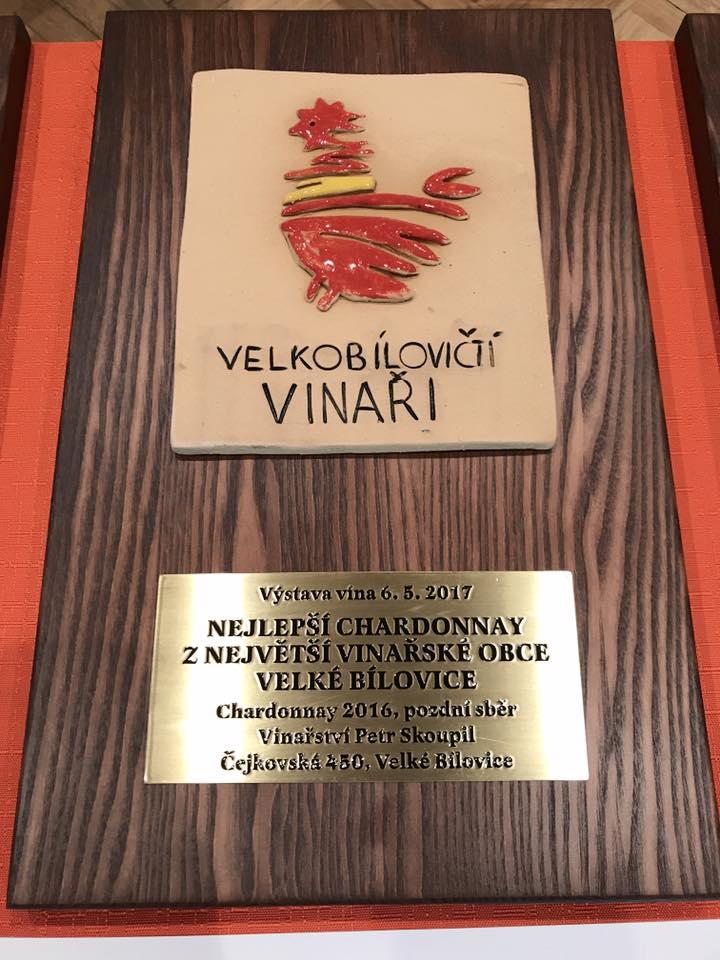 VELKOBÍLOVIČTÍ
VINAŘI
Výstava vína 6. 5. 2017
NEJLEPŠÍ CHARDONNAY
Z NEJVĚTŠÍ VINAŘSKÉ OBCE
VELKÉ BÍLOVICE
Chardonnay 2016, pozdní sběr
Vinařství Petr Skoupil
Čejkovská 450, Velké Bílovice